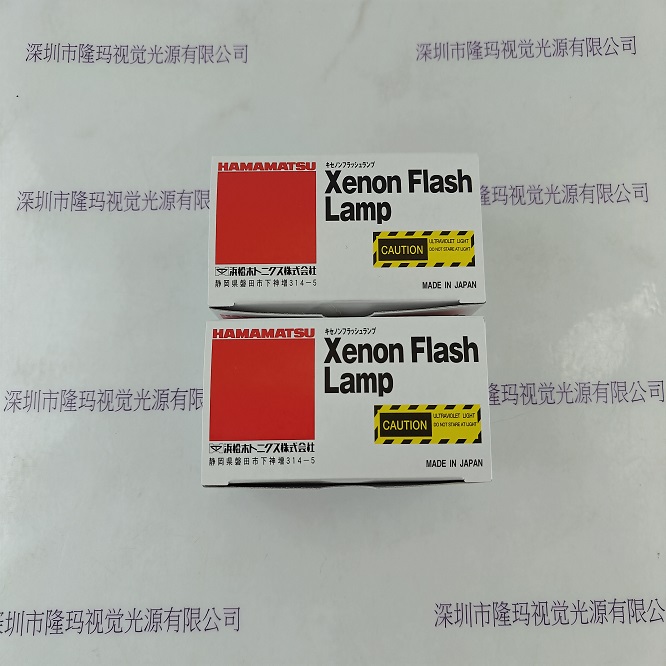 深圳市隆玛视觉光源有限公司
深圳市隆玛视觉光源有限公司
深圳市隆玛视觉光源有限公司
深圳市隆玛视觉光源有限公司
HAMAMATSU
キセノンフラッシュランプ
Xenon Flash
Lamp
CAUTION
ULTRAVIOLET LIGHT
DO NOT STARE AT LIGHT
浜松ホトニクス株式会社
静岡県磐田市下神増314-5
MADE IN JAPAN
HAMAMATSU
キセノンフラッシュランプ
Xenon Flash
Lamp
CAUTION
ULTRAVIOLET LIGHT
DO NOT STARE AT LIGHT
浜松ホトニクス株式会社
静岡県磐田市下神増314-5
MADE IN JAPAN
深圳市隆玛视觉光源有限公司
深圳市隆玛视觉光源有限公司
深圳市隆玛视觉光源有限公司
深圳市隆玛视觉光源有限公司